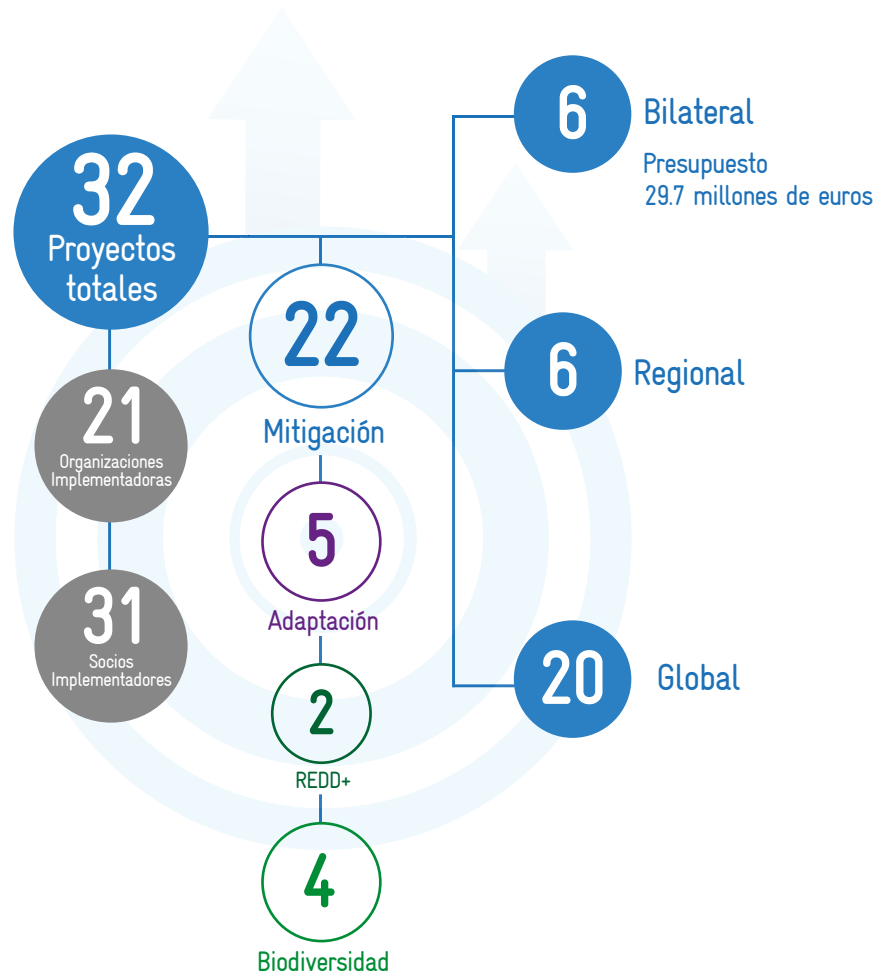 32
Proyectos
totales
21
Organizaciones
Implementadoras
31
Socios
Implementadores
22
Mitigación
5
Adaptación
2
REDD+
4
Biodiversidad
6
Bilateral
Presupuesto
29.7 millones de euros
6
Regional
20
Global